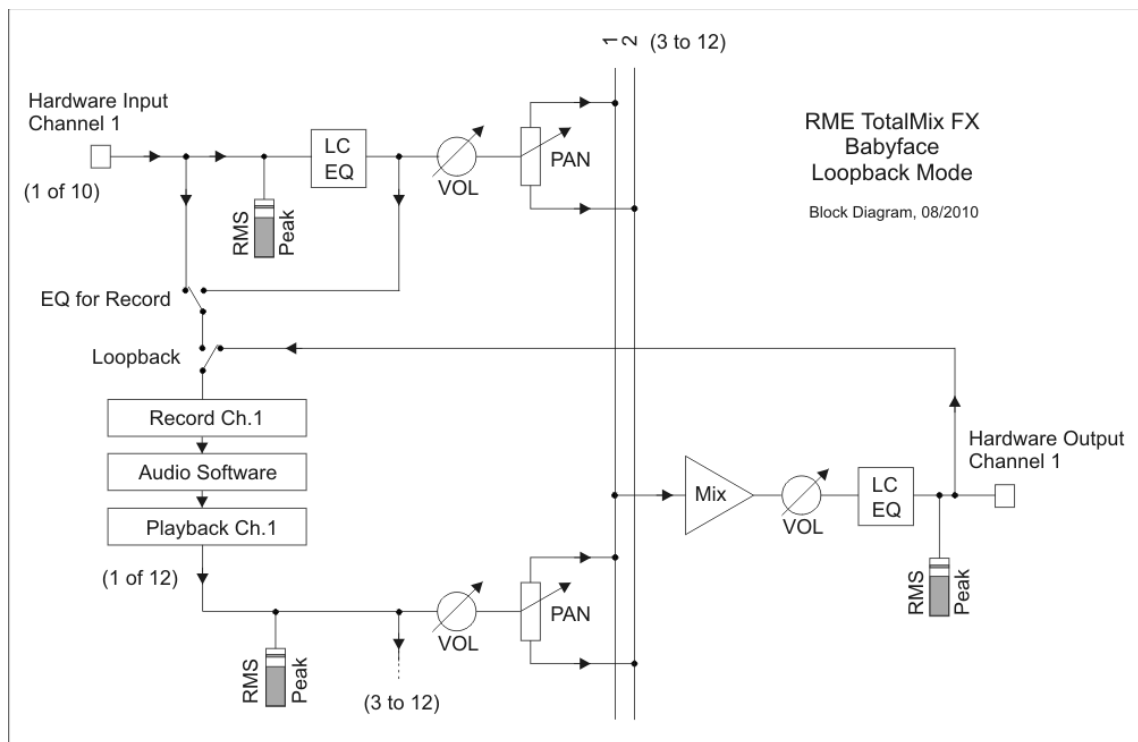 1 2 (3 to 12)
Hardware Input
Channel 1
(1 of 10)
LC
EQ
VOL
PAN
RMS
Peak
RME TotalMix FX
Babyface
Loopback Mode
Block Diagram, 08/2010
EQ for Record
Loopback
Record Ch.1
Audio Software
Playback Ch.1
(1 of 12)
RMS
Peak
(3 to 12)
VOL
PAN
Mix
VOL
LC
EQ
Hardware Output
Channel 1
RMS
Peak